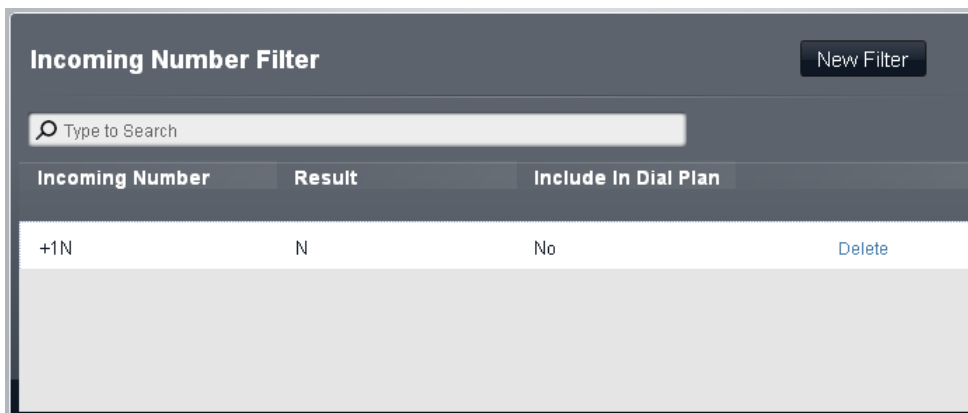 Incoming Number Filter New Filter
Type to Search
Incoming Number Result Include In Dial Plan
+1N N No Delete